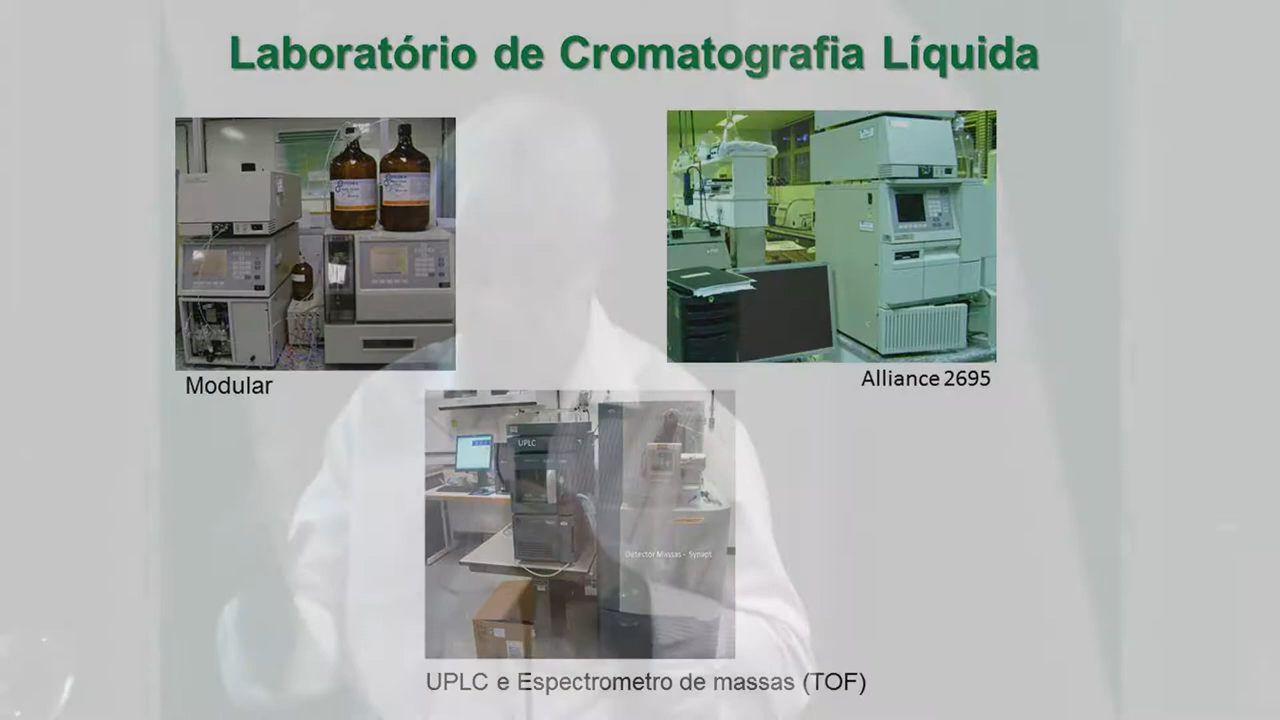 Laboratório de Cromatografia Líquida
Modular
Alliance 2695
UPLC
Detector Massas - Synapt
UPLC e Espectrometro de massas (TOF)